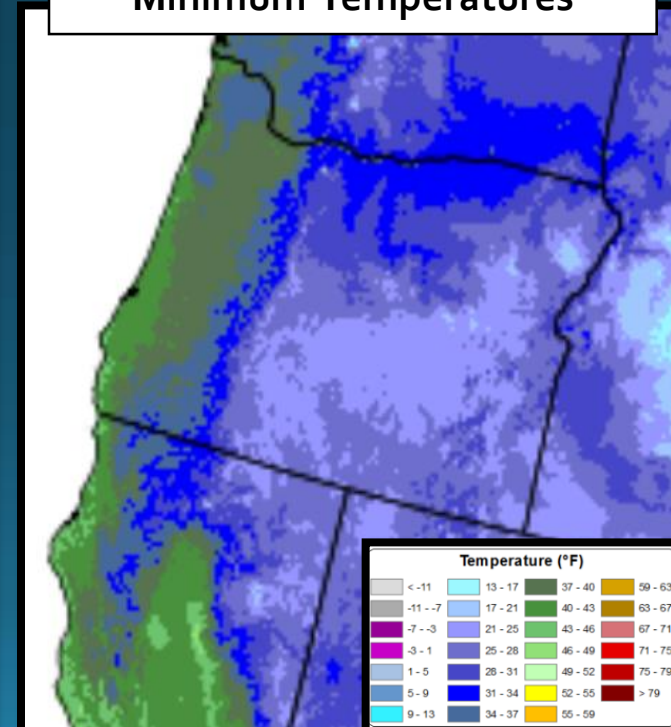 Minimum Temperatures
Temperature (°F)
< -11
13 - 17
37 - 40
59 - 63
-11 - -7
17 - 21
40 - 43
63 - 67
-7 - -3
21 - 25
43 - 46
67 - 71
-3 - 1
25 - 28
46 - 49
71 - 75
1 - 5
28 - 31
49 - 52
75 - 79
5 - 9
31 - 34
52 - 55
> 79
9 - 13
34 - 37
55 - 59